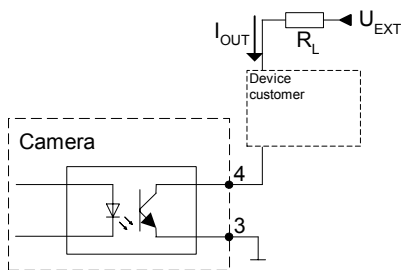 I_OUT
R_L
U_EXT
Device
customer
Camera
4
3